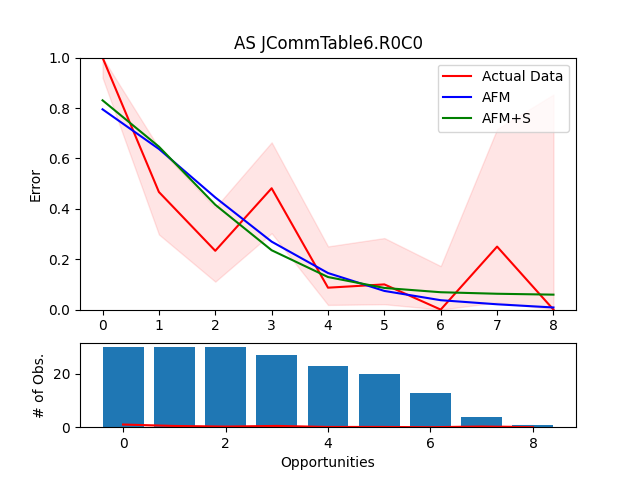 AS JCommTable6.R0C0
1.0
0.8
0.6
0.4
0.2
0.0
Error
Actual Data
AFM
AFM+S
0 1 2 3 4 5 6 7 8
20
0
# of Obs.
0 2 4 6 8
Opportunities